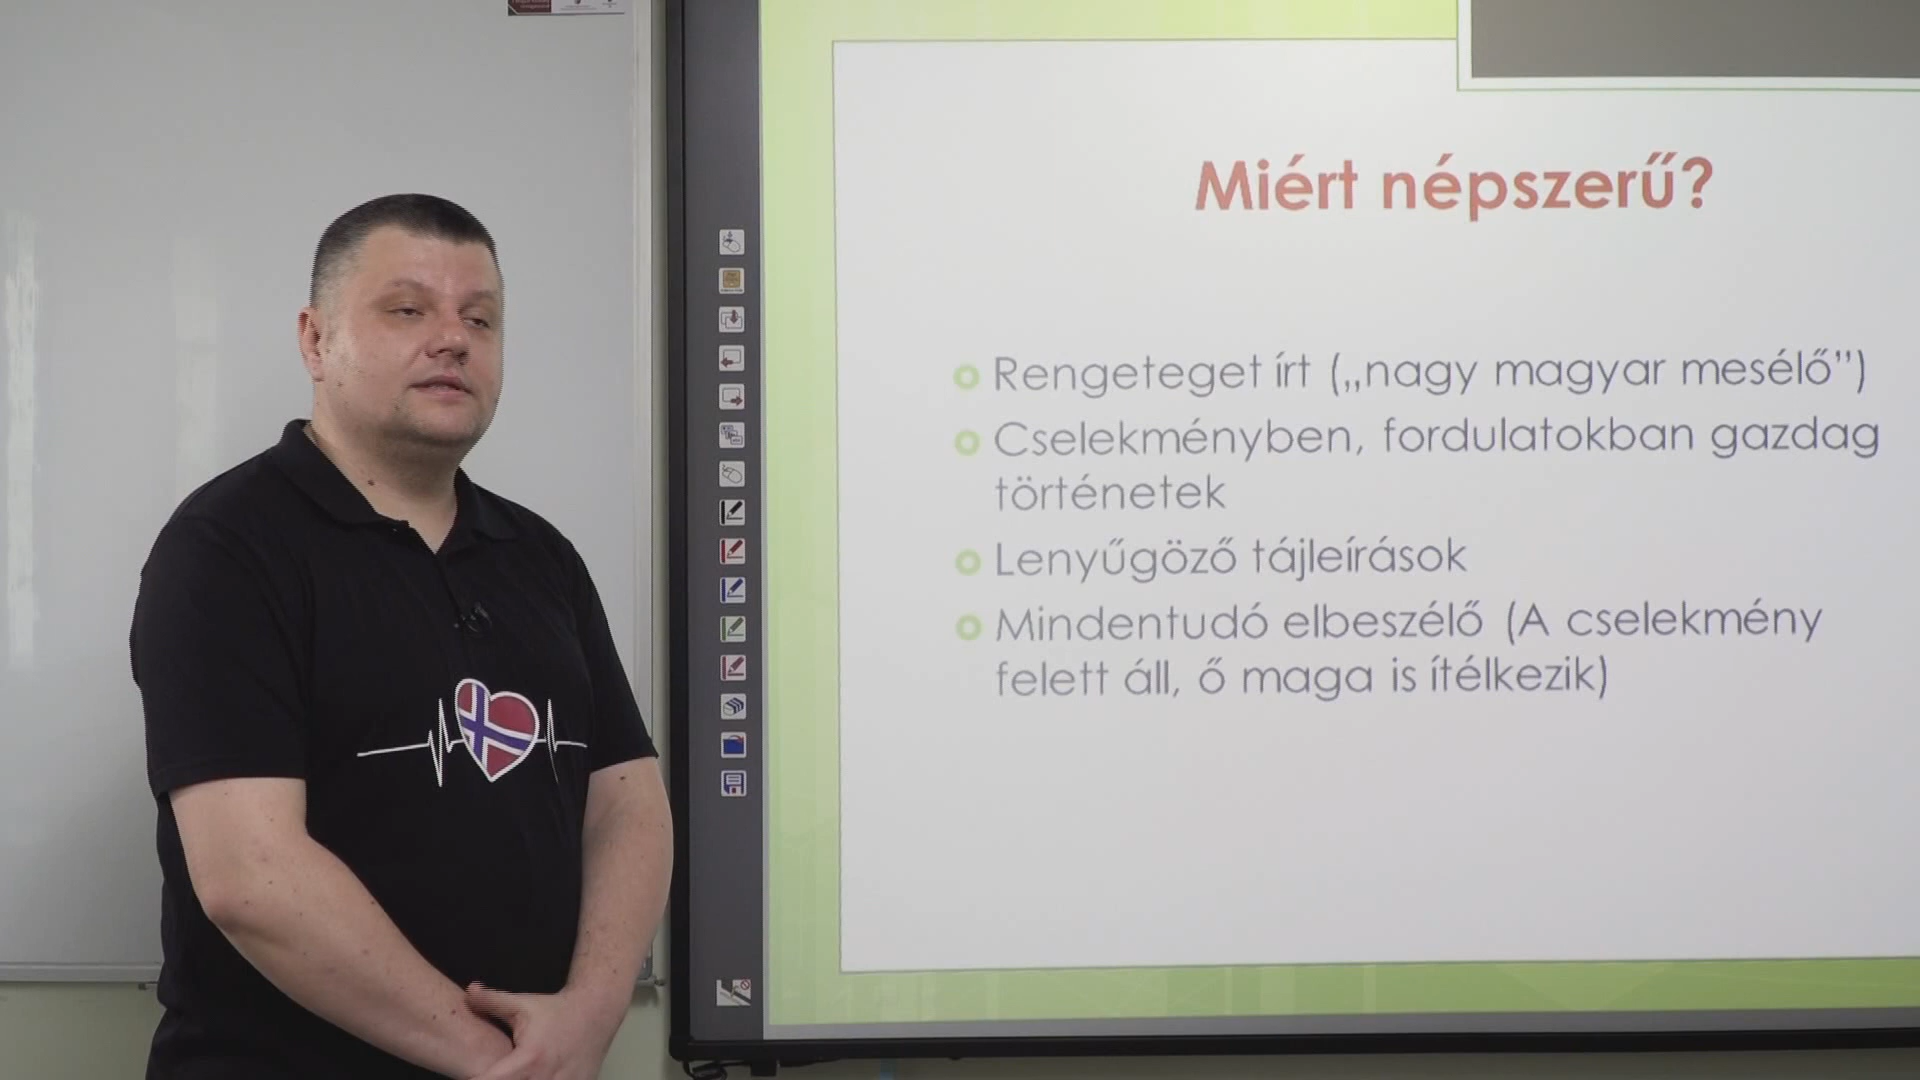 Miért népszerű?
Rengeteget írt („nagy magyar mesélő”)
Cselekményben, fordulatokban gazdag
történetek
Lenyűgöző tájleírások
Mindentudó elbeszélő (A cselekmény
felett áll, ő maga is ítélkezik)